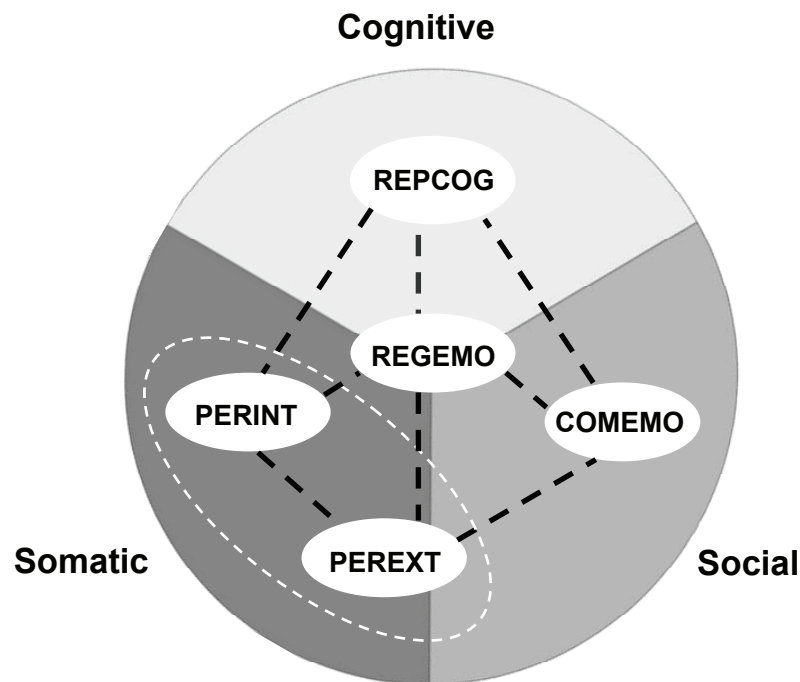 Cognitive
REPCOG
REGEMO
PERINT
COMEMO
PEREXT
Somatic
Social